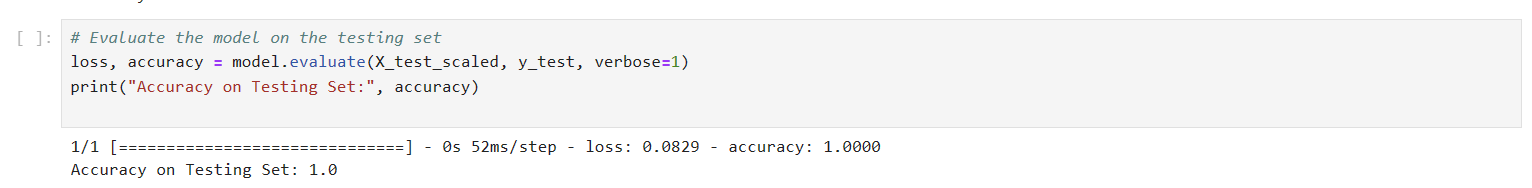 [ ]:
# Evaluate the model on the testing set
loss, accuracy = model.evaluate(X_test_scaled, y_test, verbose=1)
print("Accuracy on Testing Set:", accuracy)
1/1 [==============================] - 0s 52ms/step - loss: 0.0829 - accuracy: 1.0000
Accuracy on Testing Set: 1.0